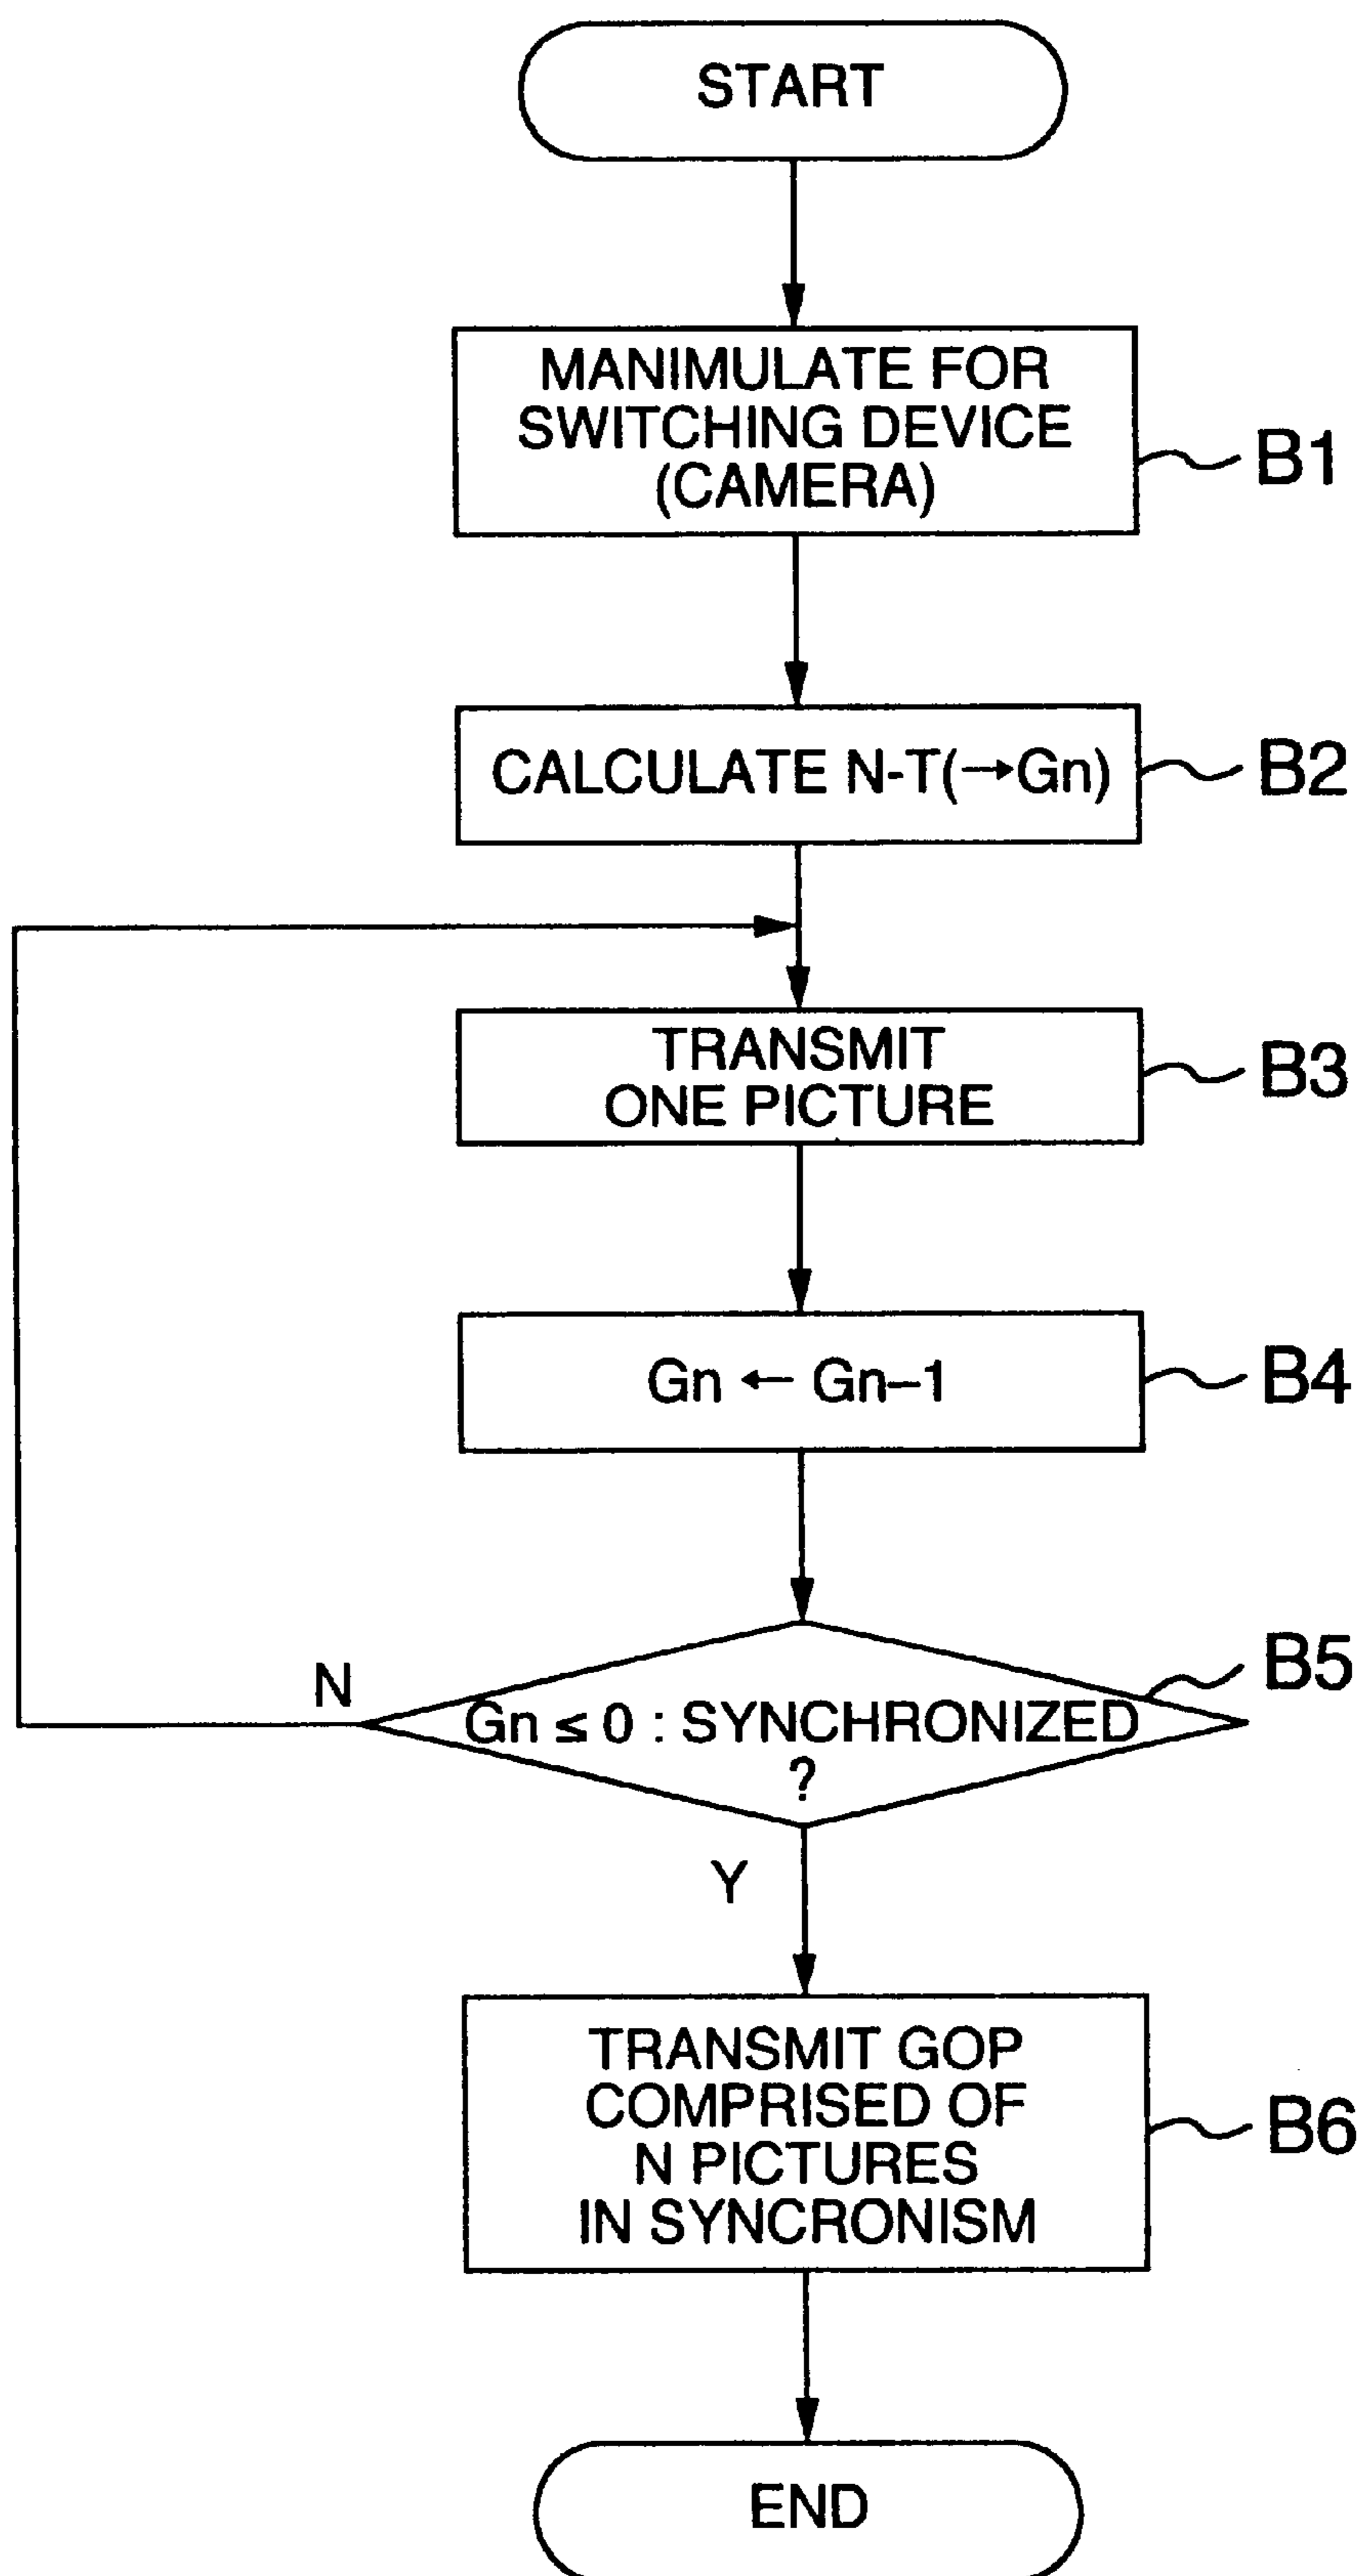 START
MANIMULATE FOR
SWITCHING DEVICE
(CAMERA)
B1
CALCULATE N-T(→Gn)
B2
TRANSMIT
ONE PICTURE
B3
Gn ← Gn–1
B4
B5
N
Gn ≤ 0 : SYNCHRONIZED
?
Y
TRANSMIT GOP
COMPRISED OF
N PICTURES
IN SYNCRONISM
B6
END